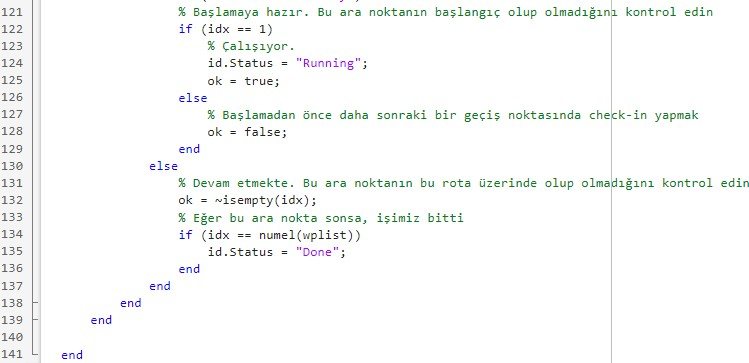 121 % Başlamaya hazır. Bu ara noktanın başlangıç olup olmadığını kontrol edin
122 if (idx == 1)
123 % Çalışıyor.
124 id.Status = "Running";
125 ok = true;
126 else
127 % Başlamadan önce daha sonraki bir geçiş noktasında check-in yapmak
128 ok = false;
129 end
130 else
131 % Devam etmekte. Bu ara noktanın bu rota üzerinde olup olmadığını kontrol edin
132 ok = ~isempty(idx);
133 % Eğer bu ara nokta sonsa, işimiz bitti
134 if (idx == numel(wplist))
135 id.Status = "Done";
136 end
137 end
138 end
139 end
140
141 end